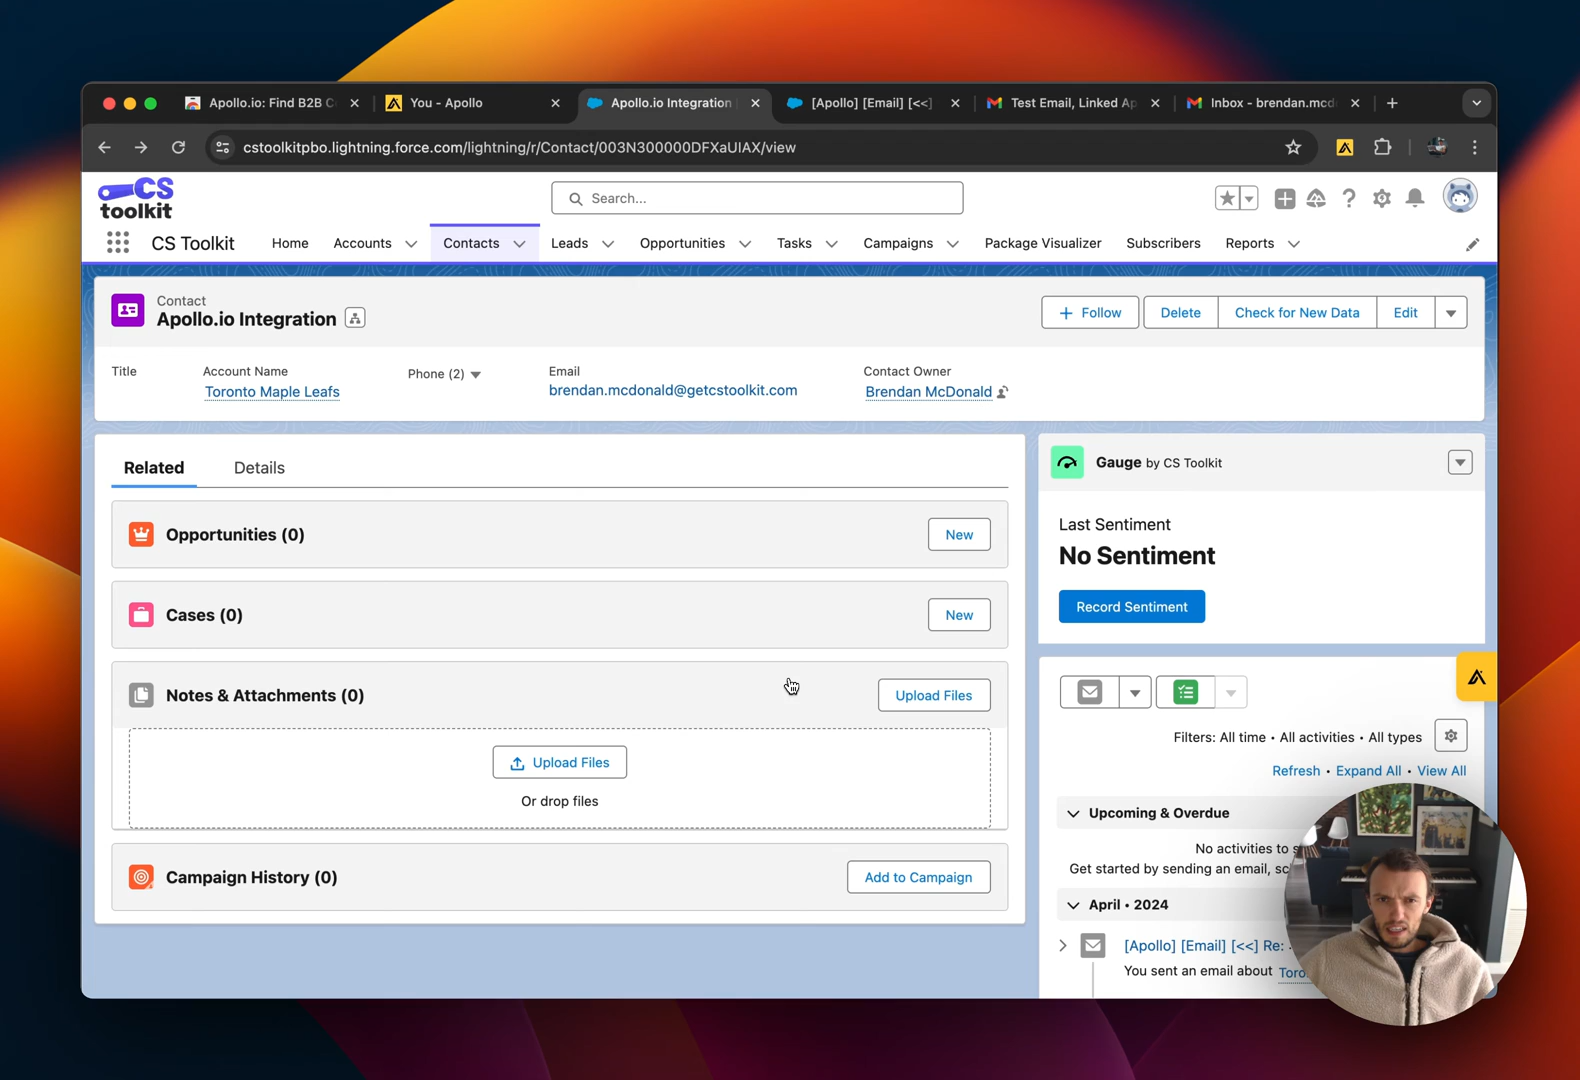 Apollo.io: Find B2B C
You - Apollo
Apollo.io Integration
[Apollo] [Email] [<<]
Test Email, Linked Ap
Inbox - brendan.mcd
cstoolkitpbo.lightning.force.com/lightning/r/Contact/003N300000DFXaUIAX/view
CS
toolkit
Search...
CS Toolkit
Home
Accounts
Contacts
Leads
Opportunities
Tasks
Campaigns
Package Visualizer
Subscribers
Reports
Contact
Apollo.io Integration
+ Follow
Delete
Check for New Data
Edit
Title
Account Name
Toronto Maple Leafs
Phone (2)
Email
brendan.mcdonald@getcstoolkit.com
Contact Owner
Brendan McDonald
Related
Details
Opportunities (0)
New
Cases (0)
New
Notes & Attachments (0)
Upload Files
Upload Files
Or drop files
Campaign History (0)
Add to Campaign
Gauge by CS Toolkit
Last Sentiment
No Sentiment
Record Sentiment
Filters: All time • All activities • All types
Refresh • Expand All • View All
Upcoming & Overdue
No activities to s
Get started by sending an email, sc
April • 2024
[Apollo] [Email] [<<] Re:
You sent an email about Toro